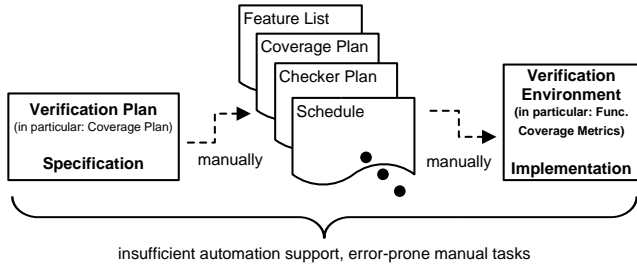 Feature List
Coverage Plan
Checker Plan
Schedule
Verification Plan
(in particular: Coverage Plan)
Specification
manually
manually
Verification
Environment
(in particular: Func.
Coverage Metrics)
Implementation
insufficient automation support, error-prone manual tasks